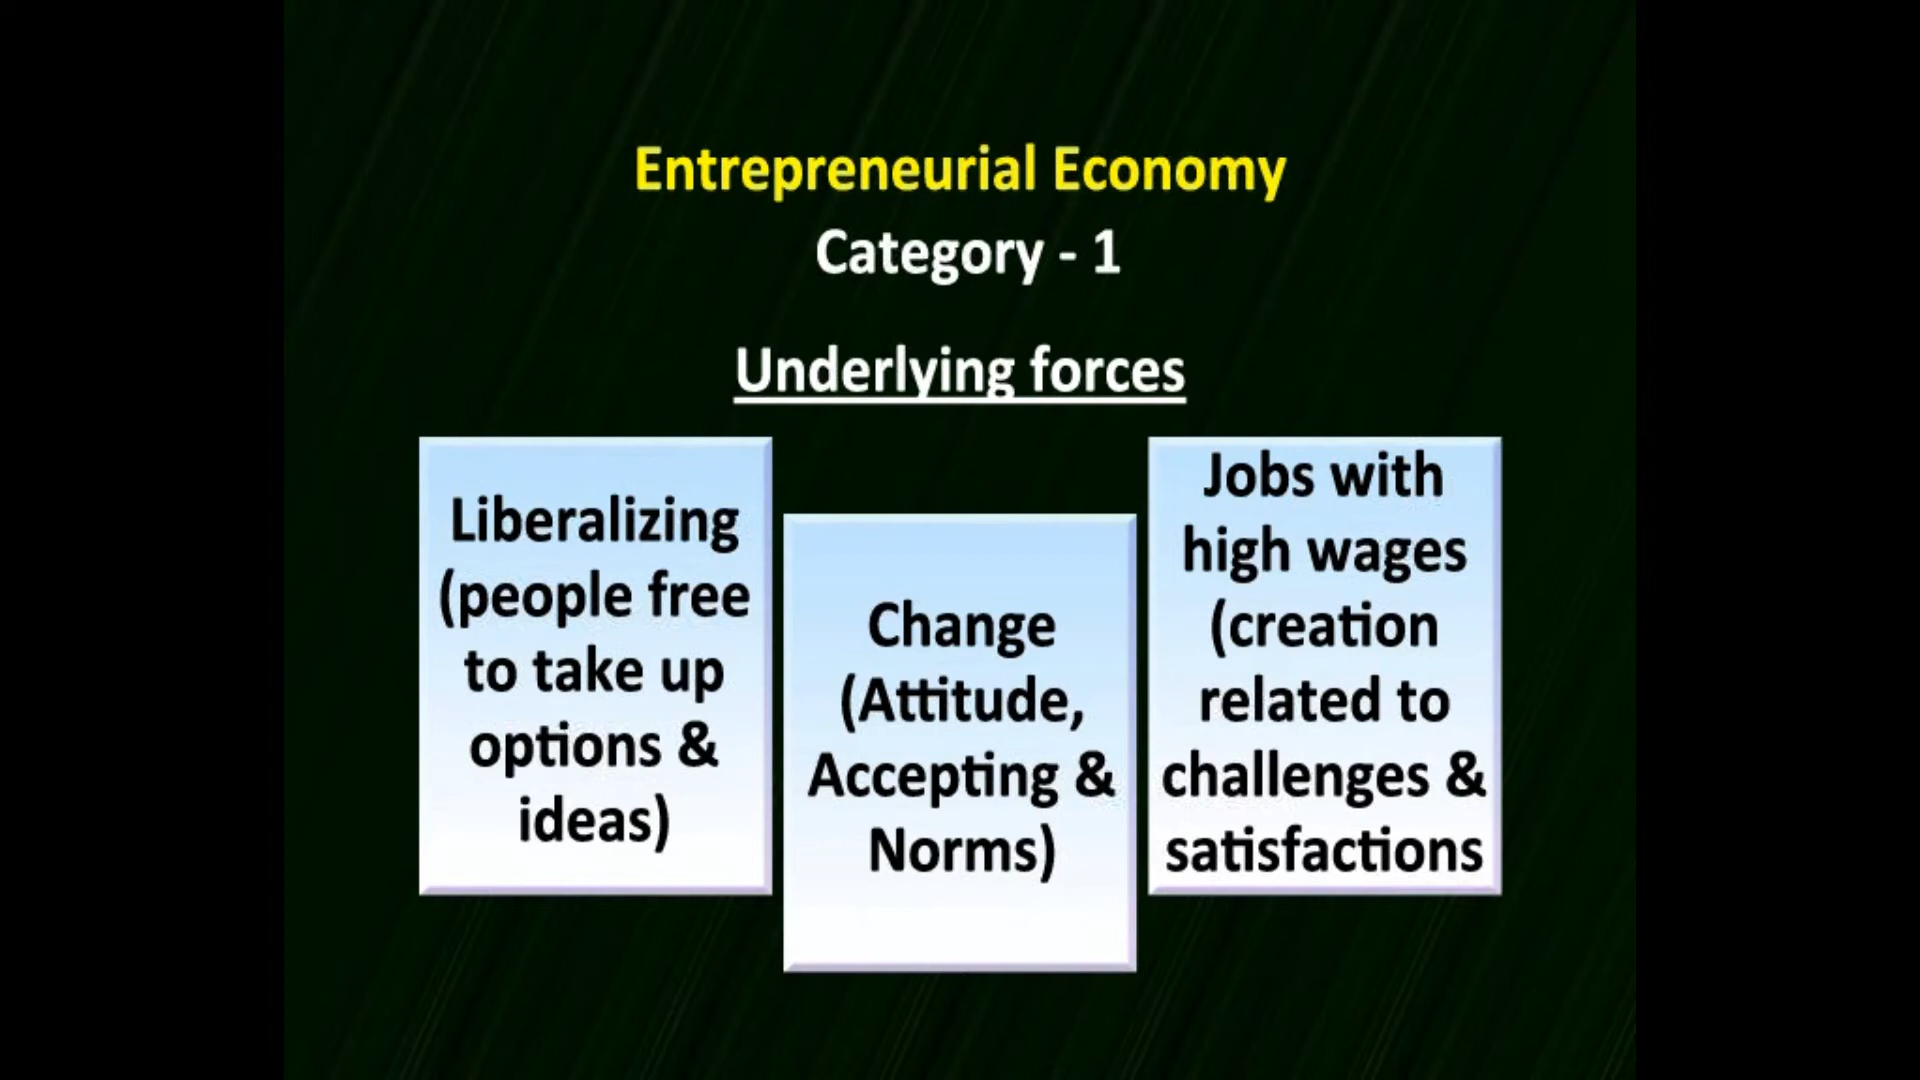 Entrepreneurial Economy
Category - 1
Underlying forces
Liberalizing
(people free
to take up
options &
ideas)
Change
(Attitude,
Accepting &
Norms)
Jobs with
high wages
(creation
related to
challenges &
satisfactions